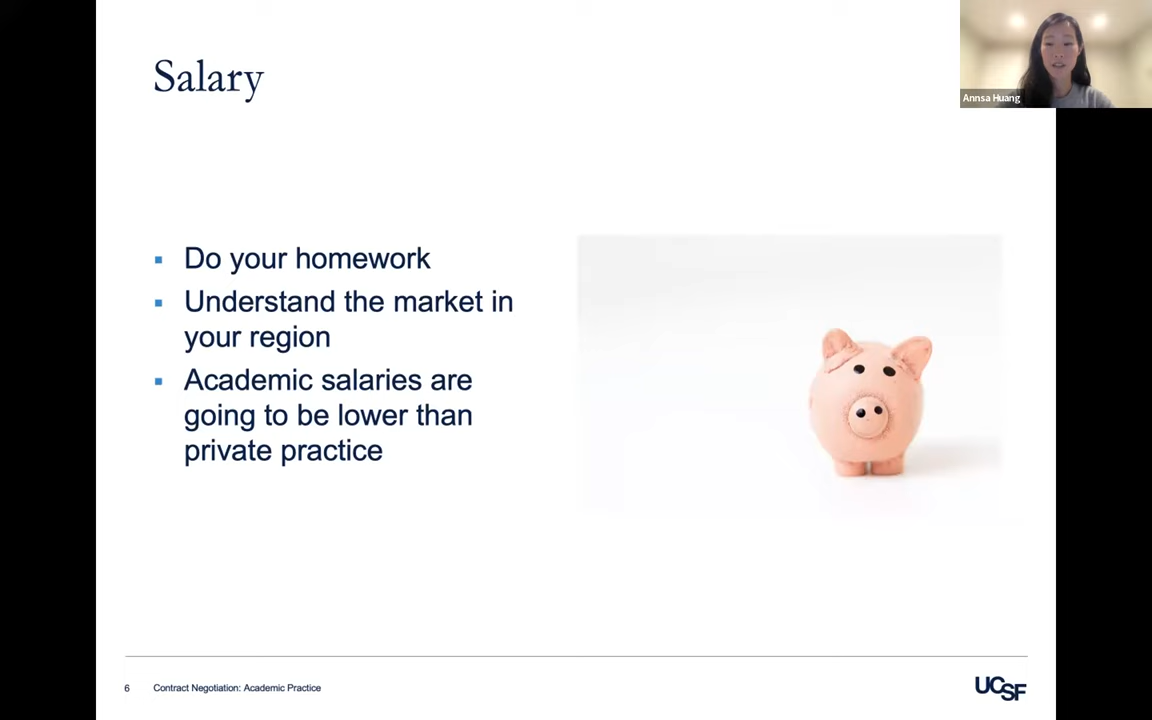 Salary
Annsa Huang
▪ Do your homework
▪ Understand the market in
your region
▪ Academic salaries are
going to be lower than
private practice
6 Contract Negotiation: Academic Practice
UCSF